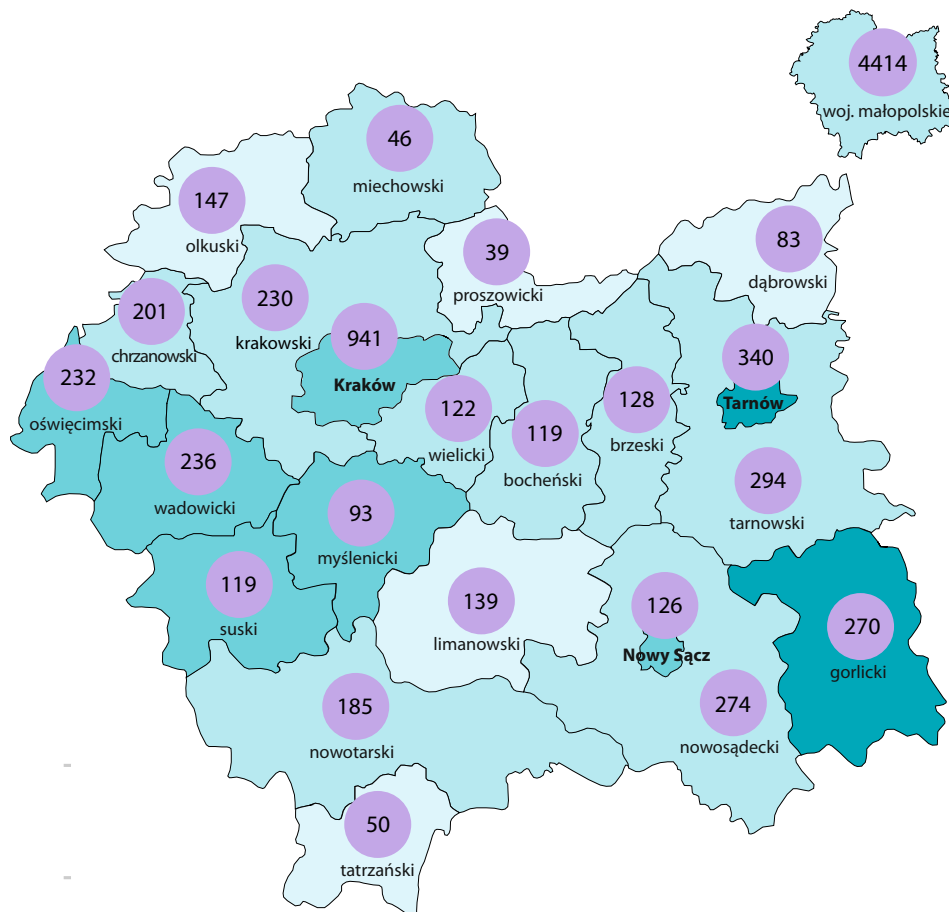 4414
woj. małopolskie
46
miechowski
147
olkuski
39
proszowicki
83
dąbrowski
201
chrzanowski
230
krakowski
941
Kraków
340
Tarnów
232
oświęcimski
122
wielicki
128
brzeski
119
bocheński
236
wadowicki
294
tarnowski
93
myślenicki
119
suski
139
limanowski
126
Nowy Sącz
270
gorlicki
185
nowotarski
274
nowosądecki
50
tatrzański